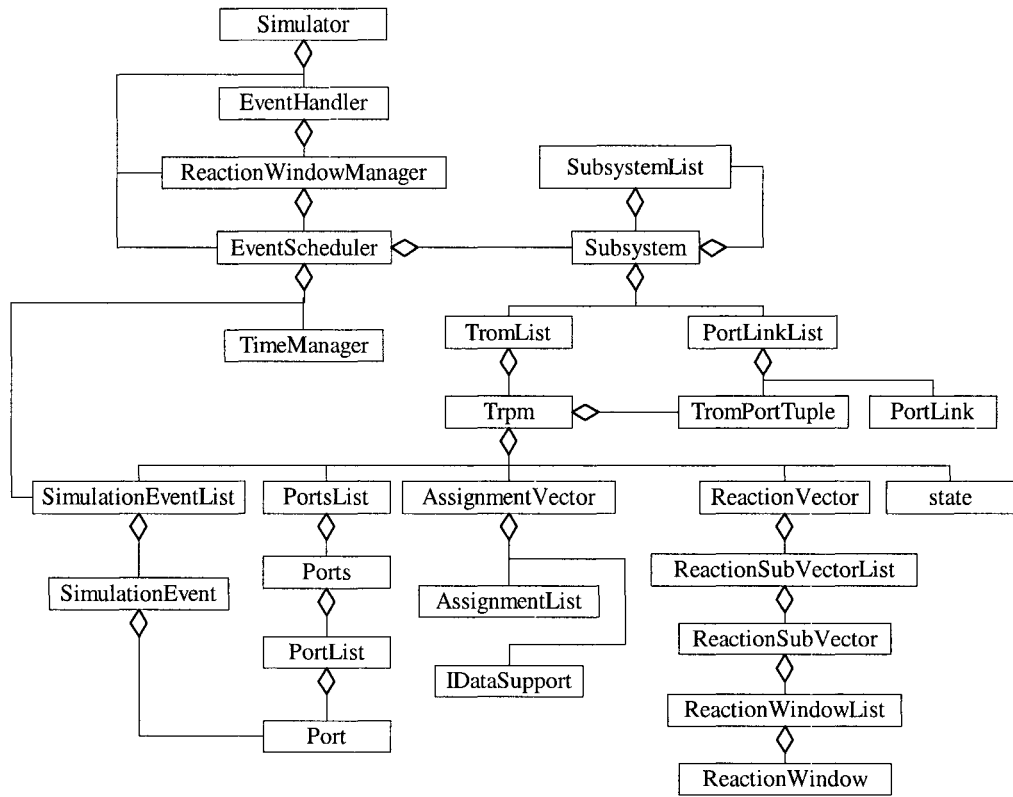 Simulator
EventHandler
ReactionWindowManager
SubsystemList
EventScheduler
Subsystem
TimeManager
TromList
PortLinkList
Trpm
TromPortTuple
PortLink
SimulationEventList
PortsList
AssignmentVector
ReactionVector
state
SimulationEvent
Ports
AssignmentList
ReactionSubVectorList
PortList
IDataSupport
ReactionSubVector
ReactionWindowList
Port
ReactionWindow